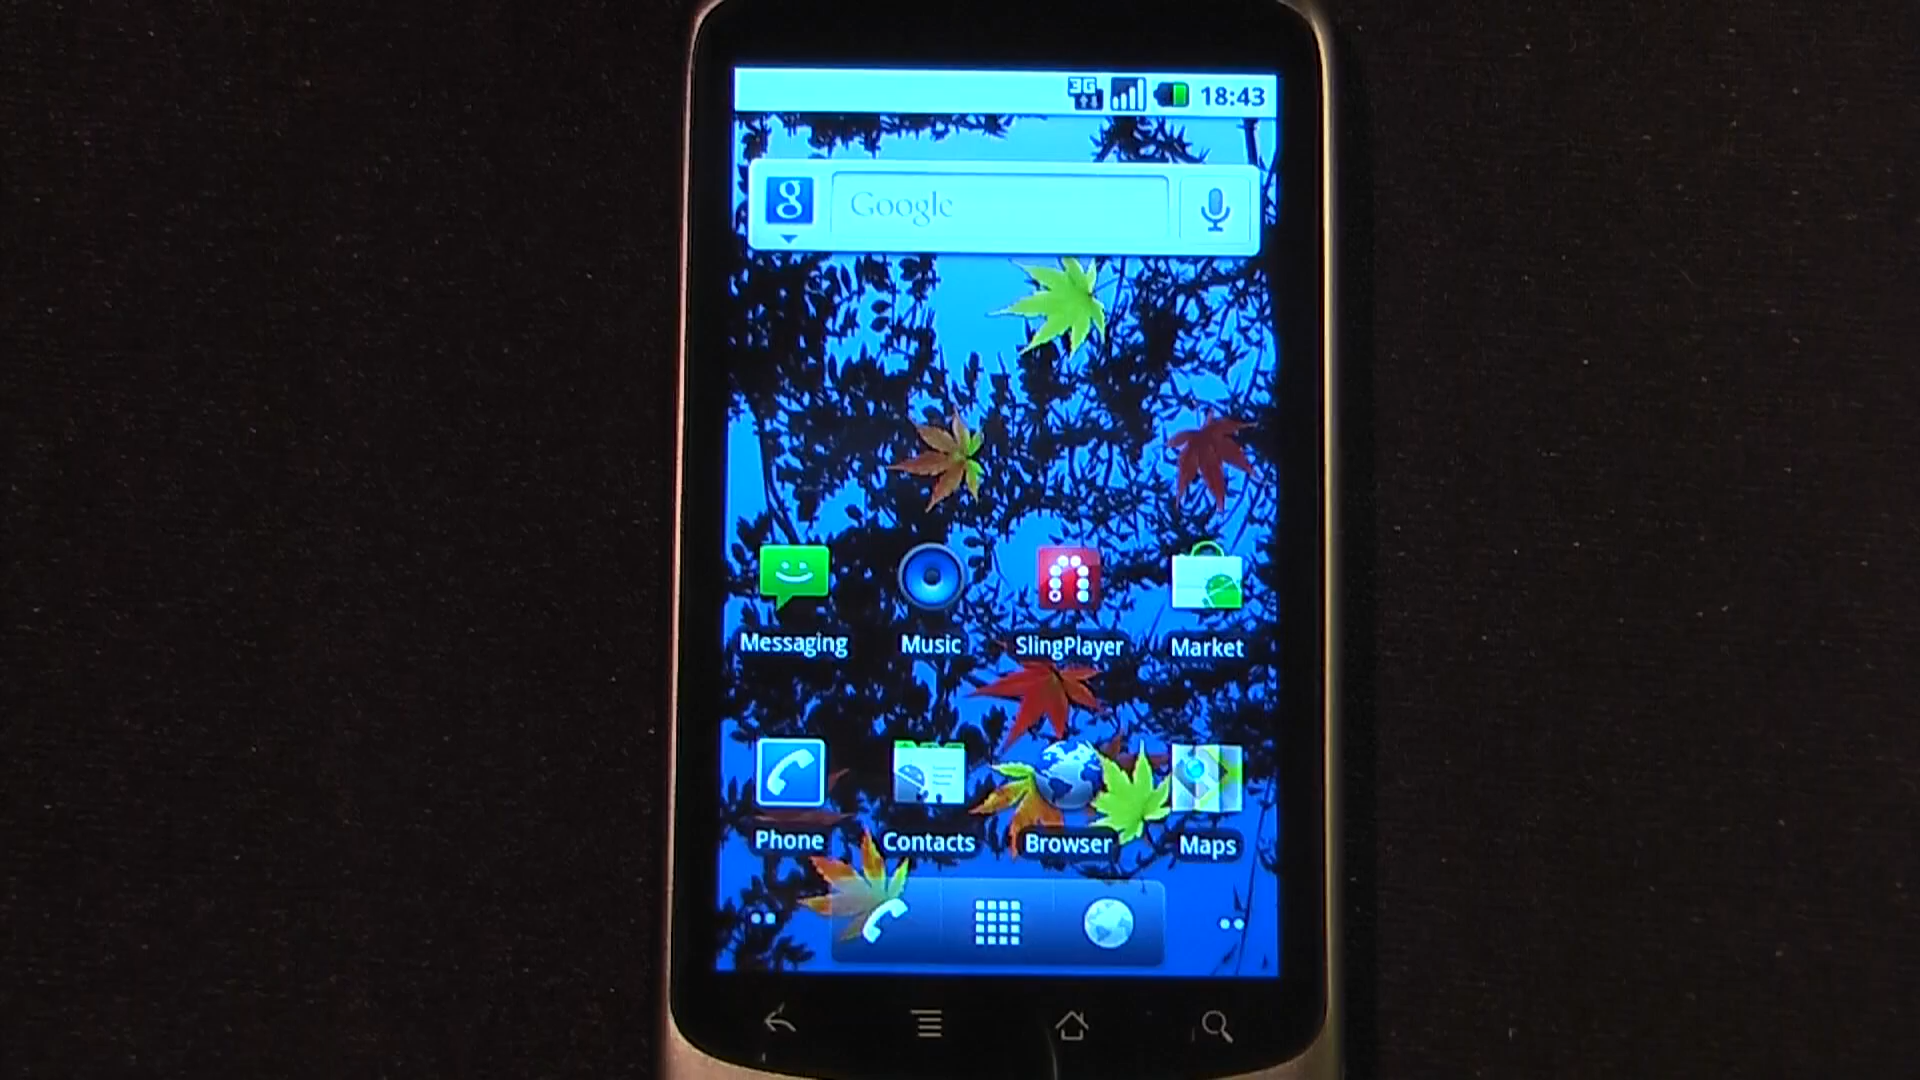 3G 18:43
g Google
Messaging Music SlingPlayer Market
Phone Contacts Browser Maps